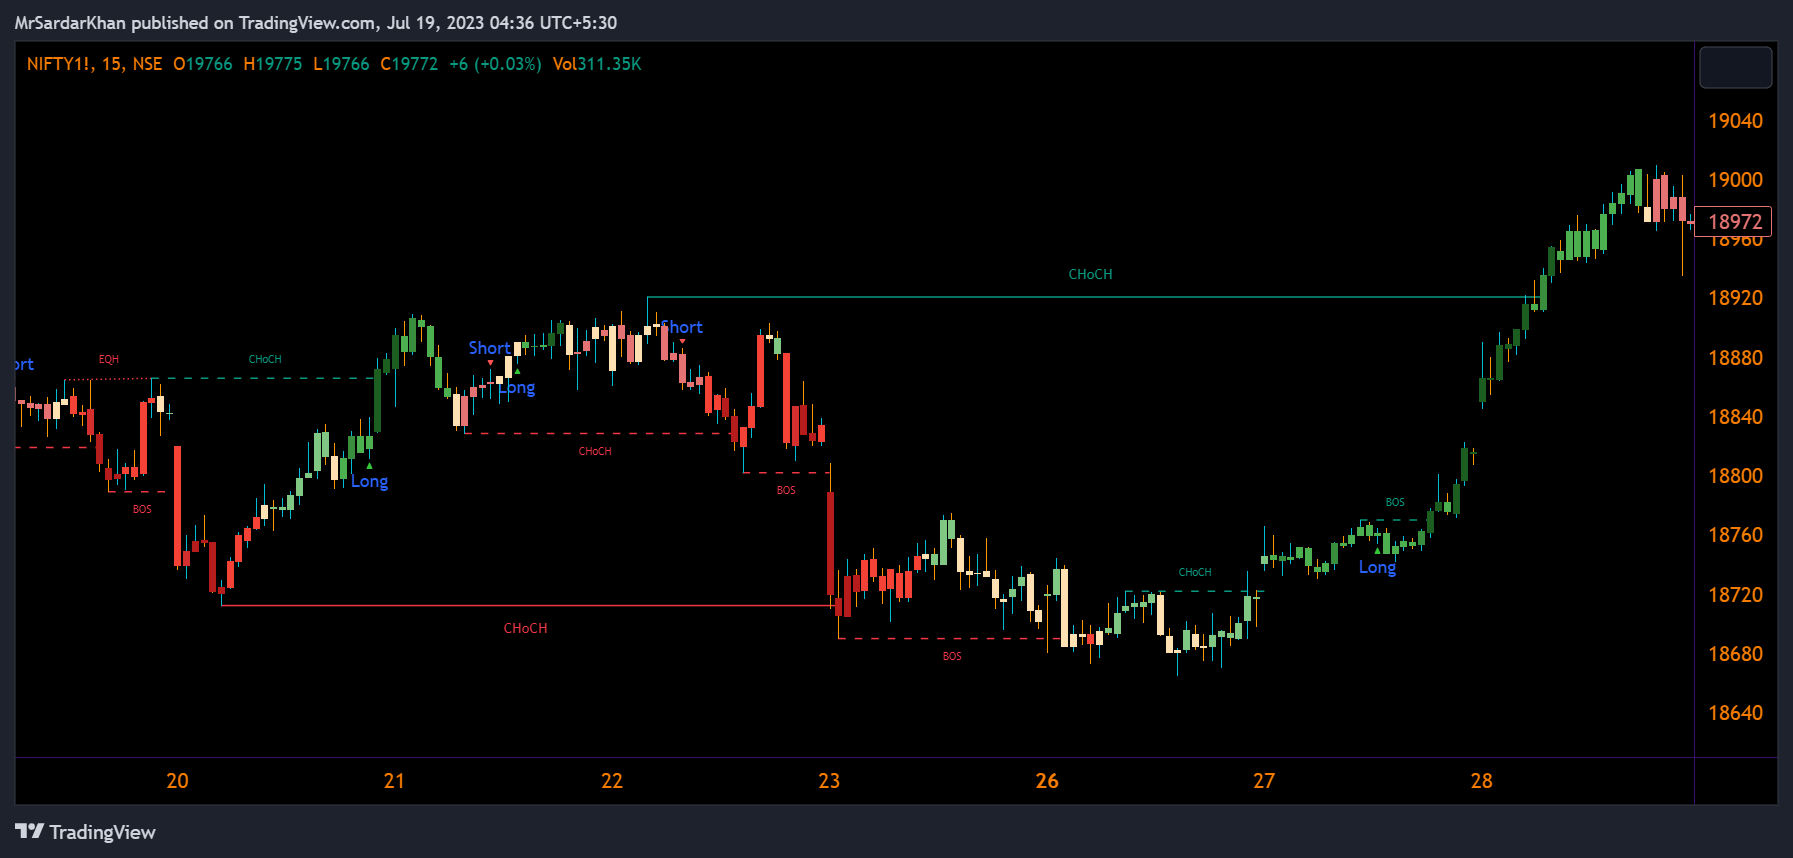 MrSardarKhan published on TradingView.com, Jul 19, 2023 04:36 UTC+5:30
NIFTY1!, 15, NSE O19766 H19775 L19766 C19772 +6 (+0.03%) Vol311.35K
19040
19000
18972
18960
18920
18880
18840
18800
18760
18720
18680
18640
CHoCH
Short
Short
ort
EQH
CHoCH
Long
CHoCH
Long
BOS
BOS
BOS
Long
CHoCH
CHoCH
BOS
20 21 22 23 26 27 28
TradingView